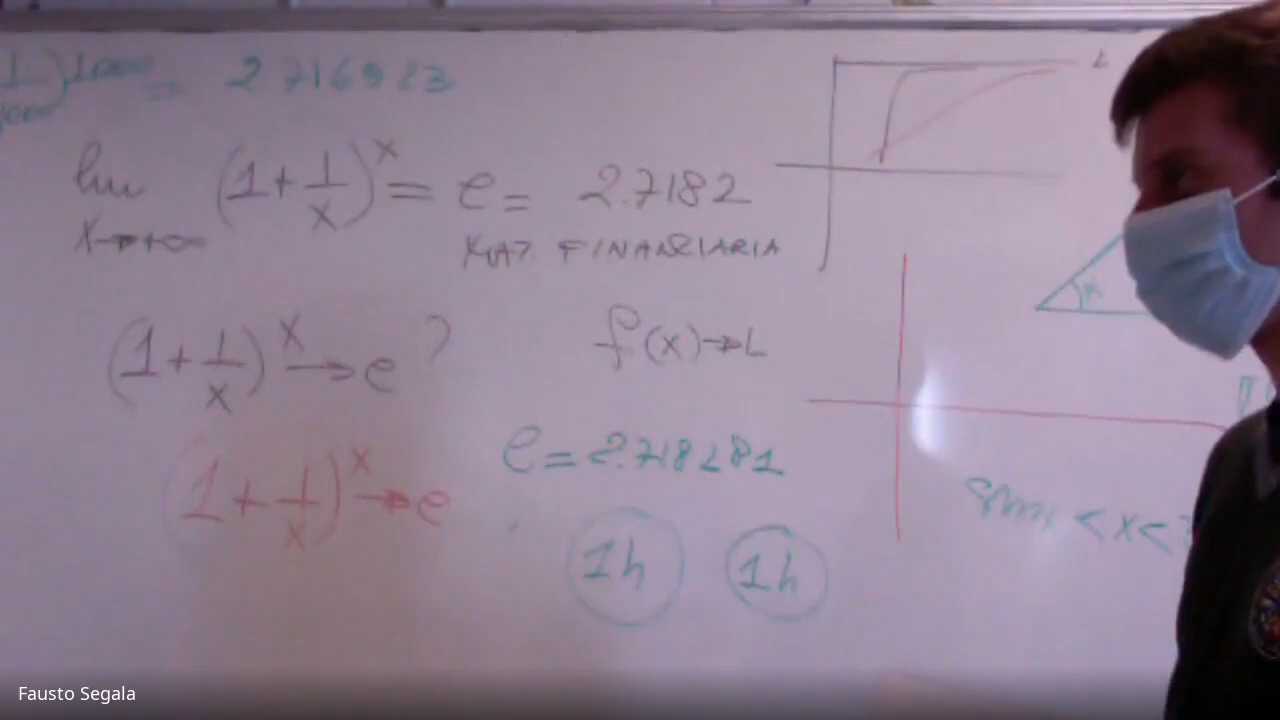 1/1000)^1000 = 2 716923
lim x→+∞ (1+1/x)^x = e = 2.7182
MAT. FINANZIARIA
L
(1+1/x)^x → e ?
f(x)→L
x
e=2.718281
(1+1/x)^x → e
1h 1h
sin x < x <
Fausto Segala